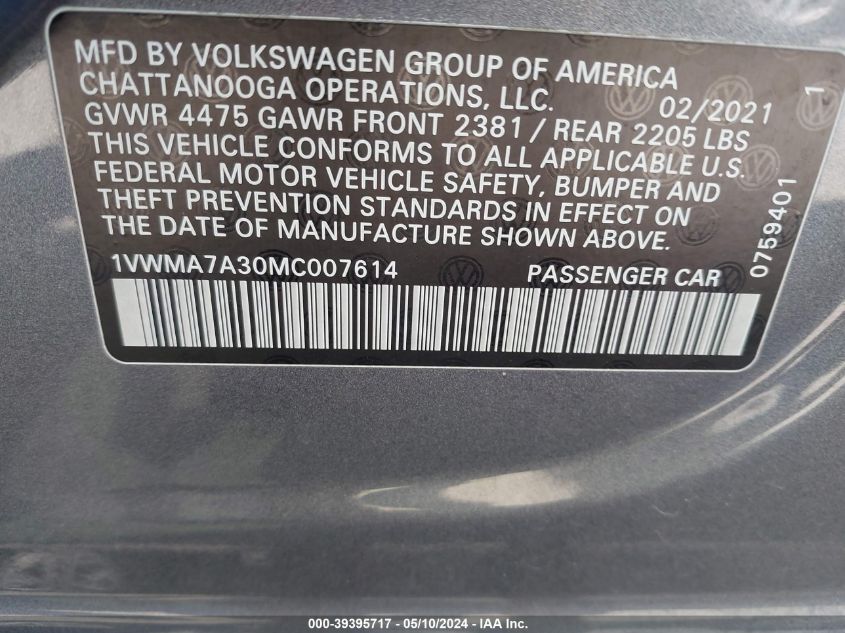 MFD BY VOLKSWAGEN GROUP OF AMERICA
CHATTANOOGA OPERATIONS, LLC. 02/2021 1
GVWR 4475 GAWR FRONT 2381 / REAR 2205 LBS
THIS VEHICLE CONFORMS TO ALL APPLICABLE U.S.
FEDERAL MOTOR VEHICLE SAFETY, BUMPER AND
THEFT PREVENTION STANDARDS IN EFFECT ON
THE DATE OF MANUFACTURE SHOWN ABOVE.
0759401
1VWMA7A30MC007614 PASSENGER CAR
000-39395717 - 05/10/2024 - IAA Inc.